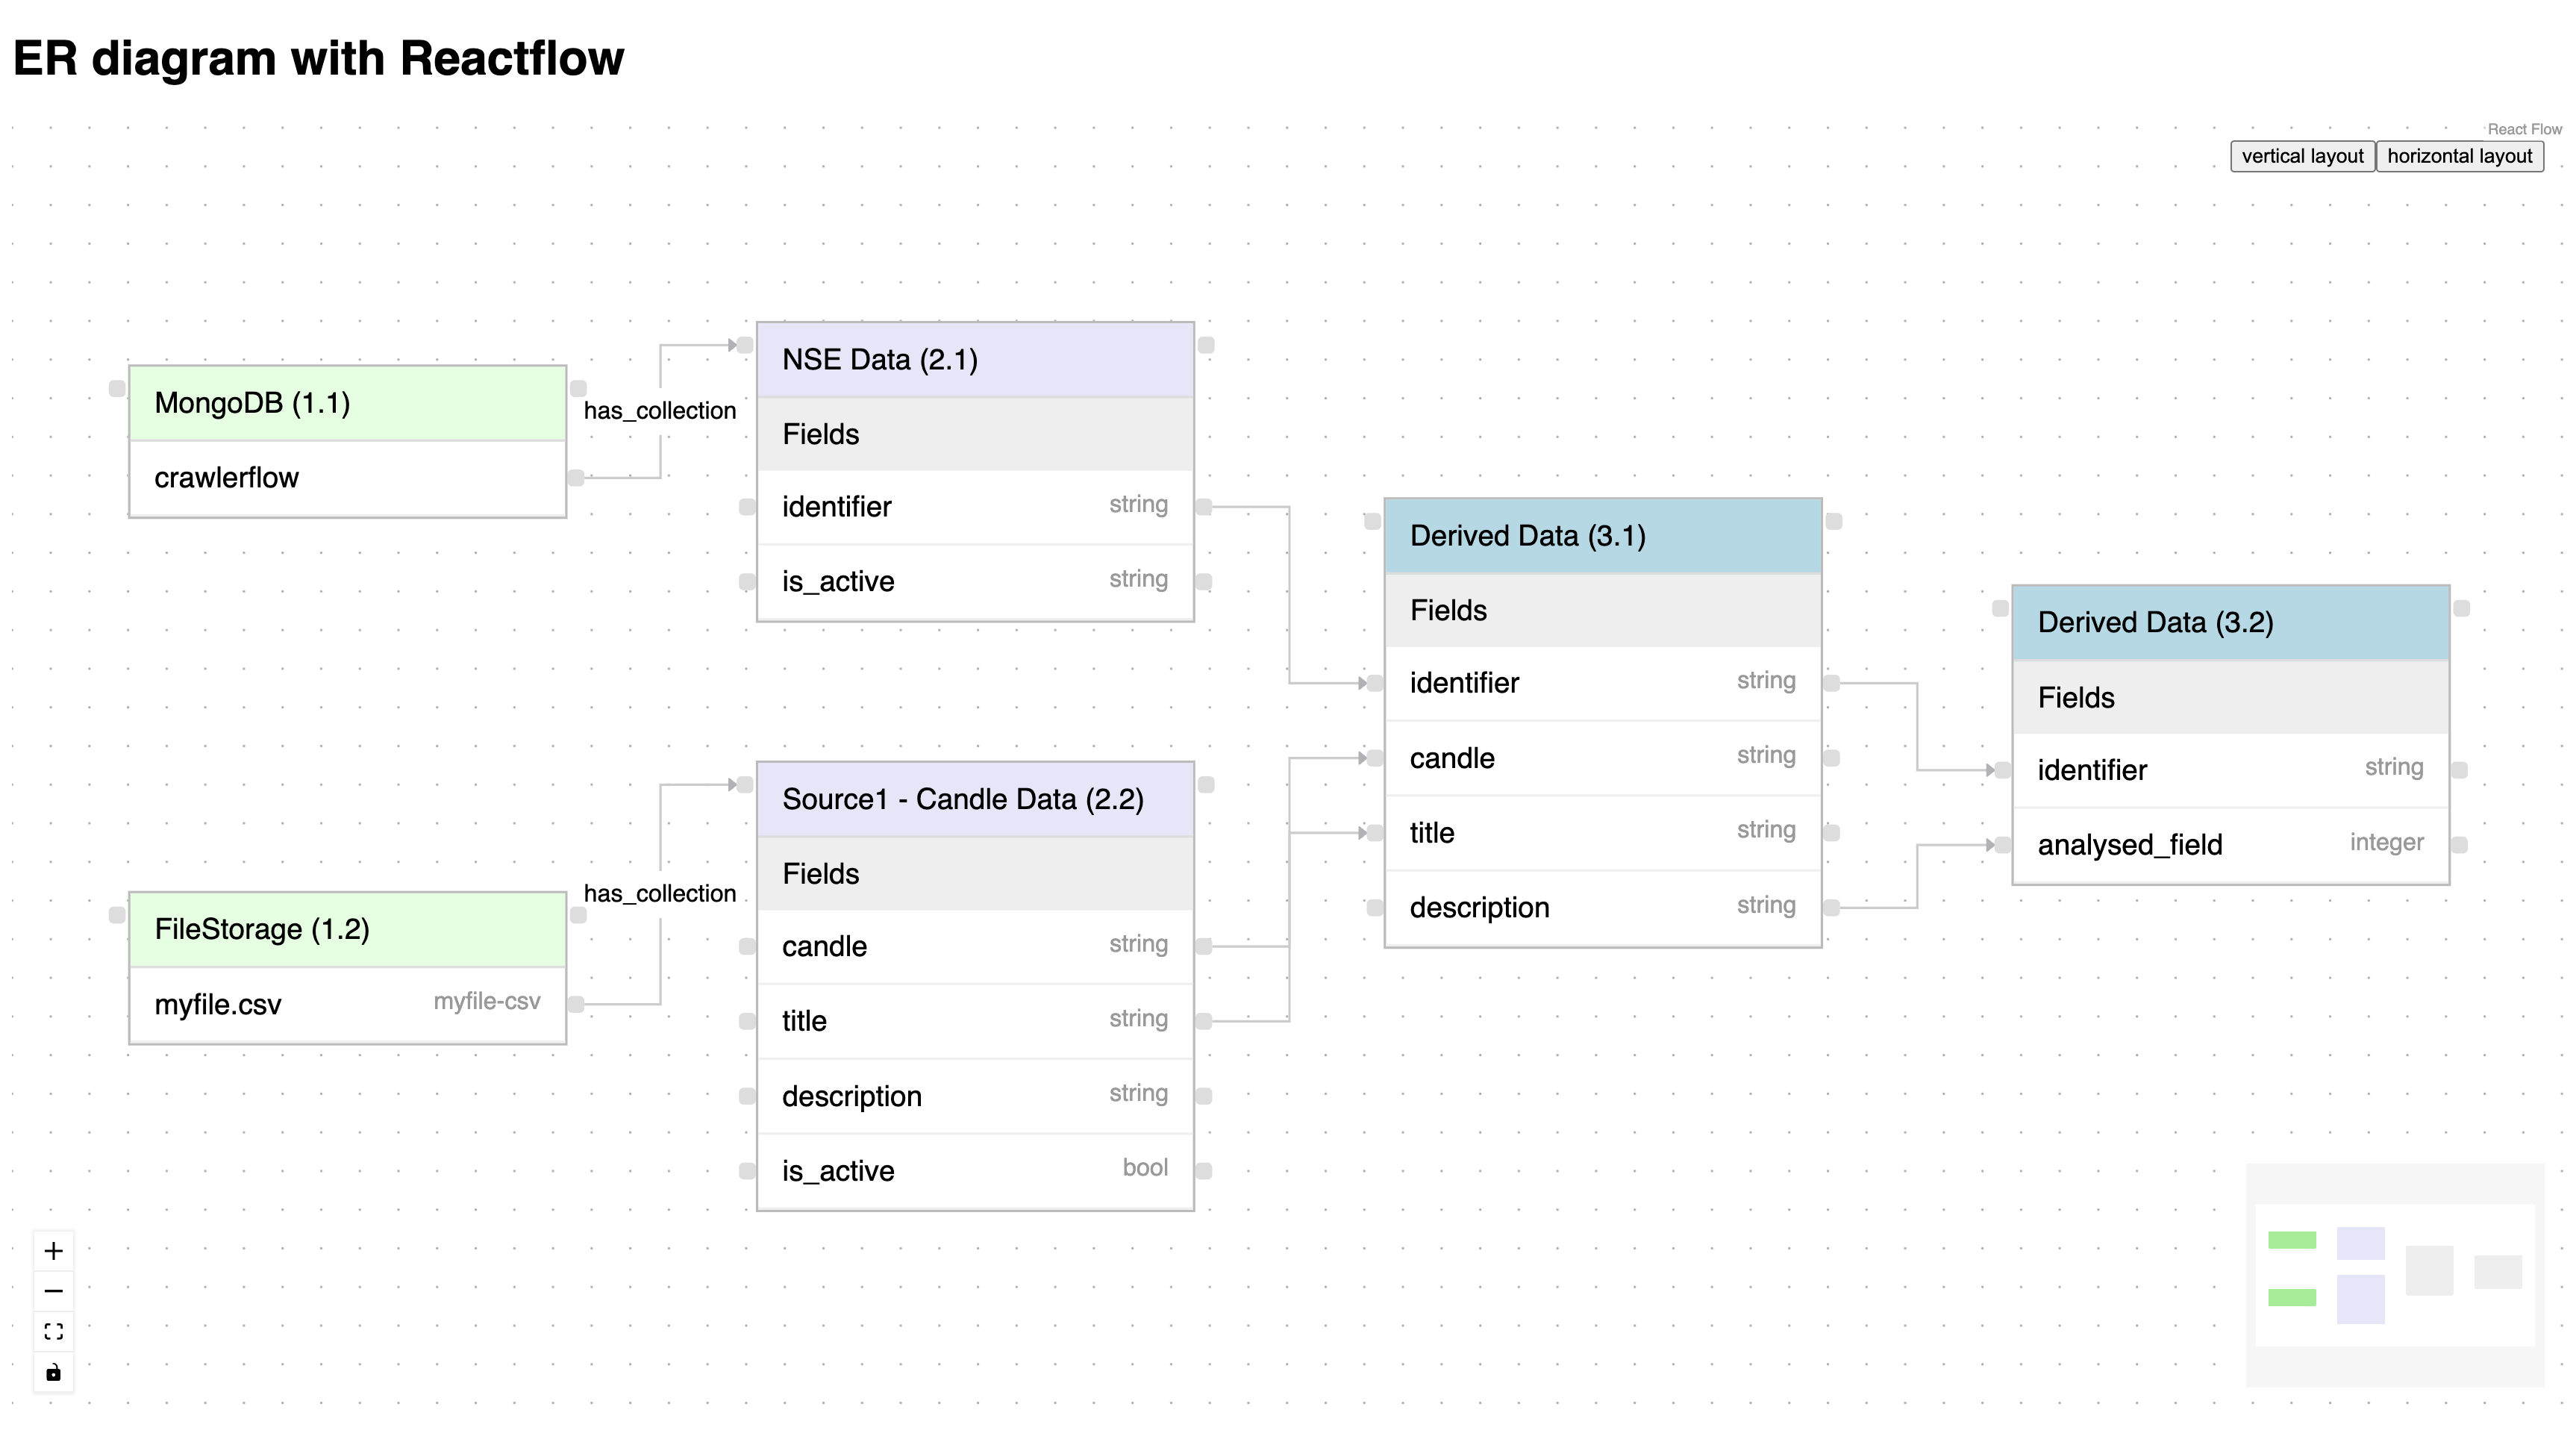 ER diagram with Reactflow
React Flow
vertical layout
horizontal layout
MongoDB (1.1)
crawlerflow
has_collection
NSE Data (2.1)
Fields
identifier string
is_active string
FileStorage (1.2)
myfile.csv myfile-csv
has_collection
Source1 - Candle Data (2.2)
Fields
candle string
title string
description string
is_active bool
Derived Data (3.1)
Fields
identifier string
candle string
title string
description string
Derived Data (3.2)
Fields
identifier string
analysed_field integer